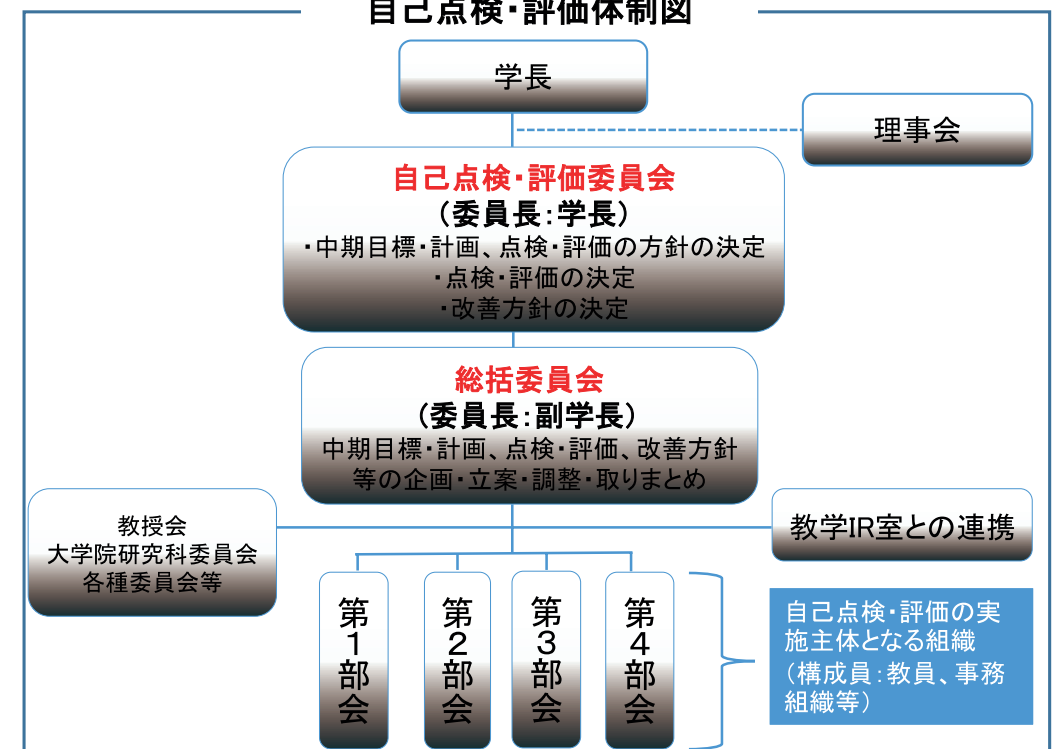 自己点検・評価体制図
学長
理事会
自己点検・評価委員会
（委員長：学長）
・中期目標・計画、点検・評価の方針の決定
・点検・評価の決定
・改善方針の決定
総括委員会
（委員長：副学長）
中期目標・計画、点検・評価、改善方針
等の企画・立案・調整・取りまとめ
教授会
大学院研究科委員会
各種委員会等
教学IR室との連携
第1部会
第2部会
第3部会
第4部会
自己点検・評価の実
施主体となる組織
（構成員：教員、事務
組織等）